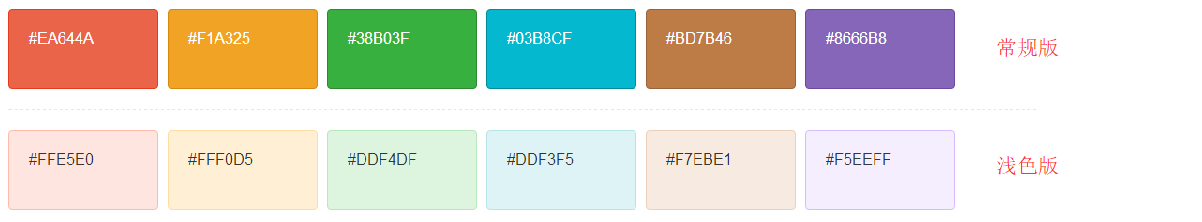 #EA644A #F1A325 #38B03F #03B8CF #BD7B46 #8666B8 常规版
#FFE5E0 #FFF0D5 #DDF4DF #DDF3F5 #F7EBE1 #F5EEFF 浅色版